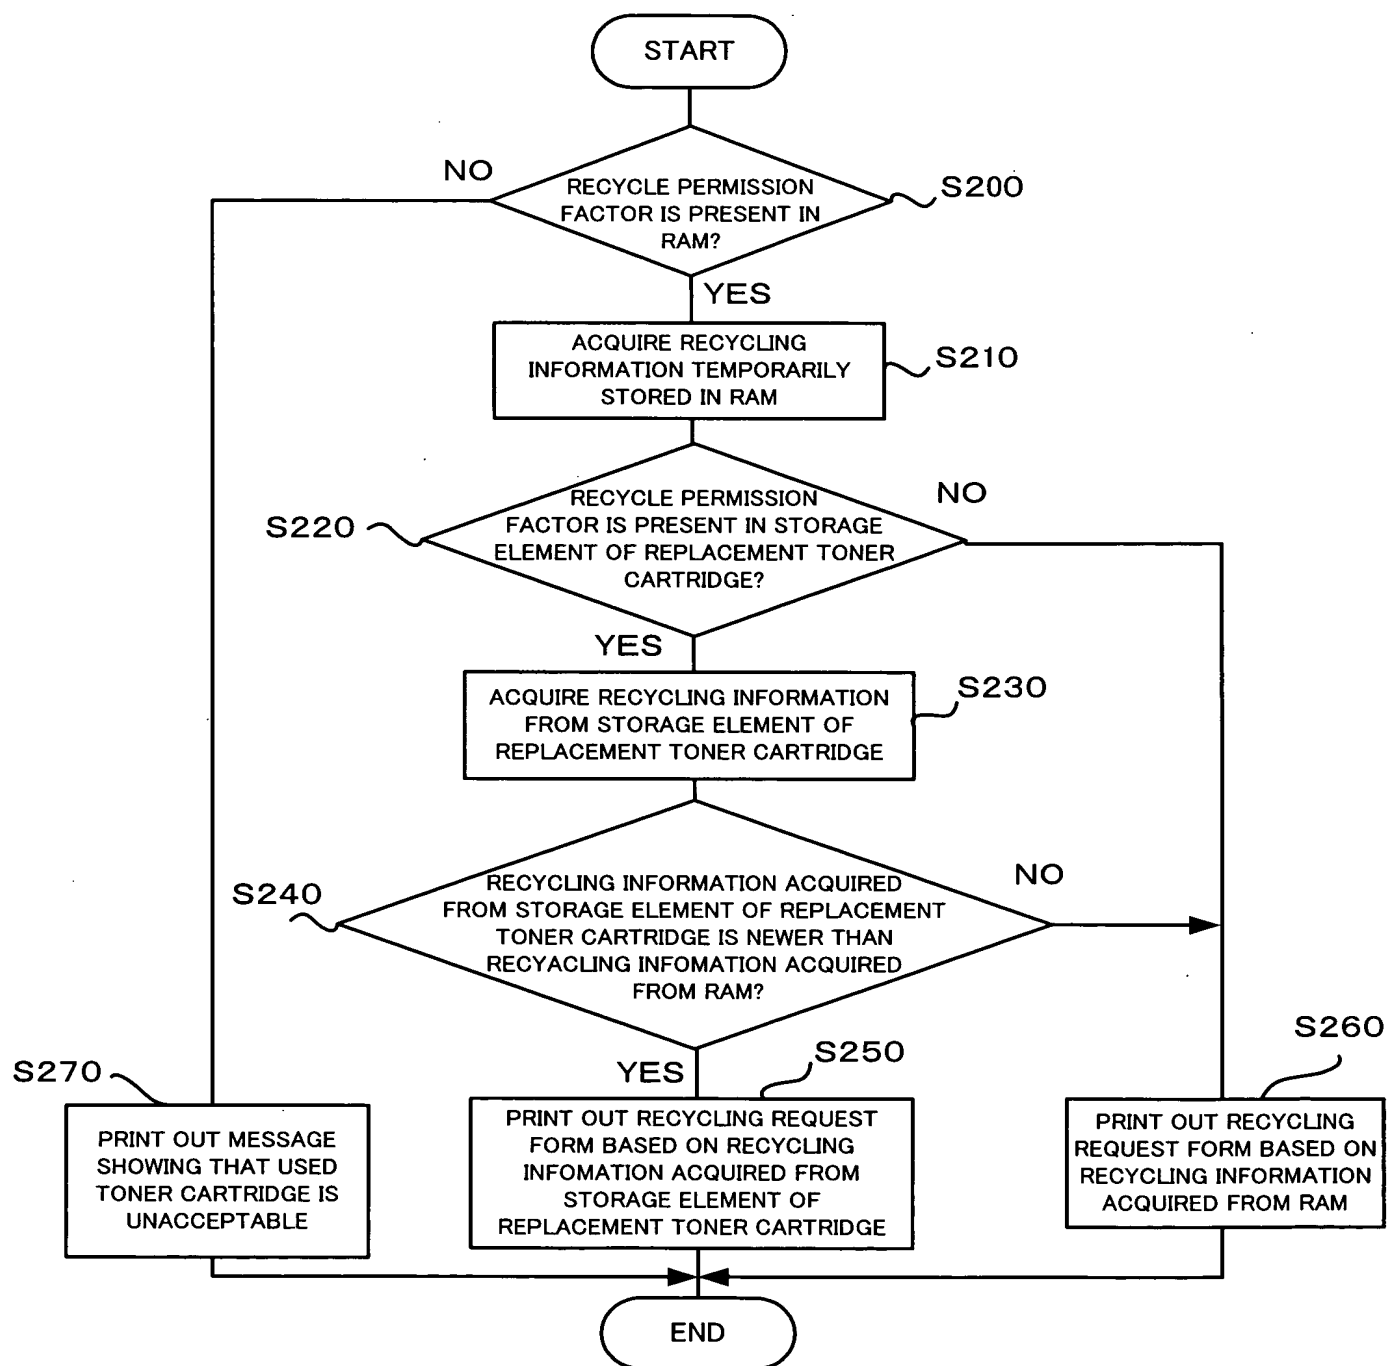 START
NO
RECYCLE PERMISSION
FACTOR IS PRESENT IN
RAM?
S200
YES
ACQUIRE RECYCLING
INFORMATION TEMPORARILY
STORED IN RAM
S210
RECYCLE PERMISSION
FACTOR IS PRESENT IN STORAGE
ELEMENT OF REPLACEMENT TONER
CARTRIDGE?
S220
NO
YES
ACQUIRE RECYCLING INFORMATION
FROM STORAGE ELEMENT OF
REPLACEMENT TONER CARTRIDGE
S230
RECYCLING INFORMATION ACQUIRED
FROM STORAGE ELEMENT OF REPLACEMENT
TONER CARTRIDGE IS NEWER THAN
RECYACLING INFOMATION ACQUIRED
FROM RAM?
S240
NO
YES
S250
PRINT OUT RECYCLING REQUEST
FORM BASED ON RECYCLING
INFOMATION ACQUIRED FROM
STORAGE ELEMENT OF
REPLACEMENT TONER CARTRIDGE
S260
PRINT OUT RECYCLING
REQUEST FORM BASED ON
RECYCLING INFORMATION
ACQUIRED FROM RAM
S270
PRINT OUT MESSAGE
SHOWING THAT USED
TONER CARTRIDGE IS
UNACCEPTABLE
END